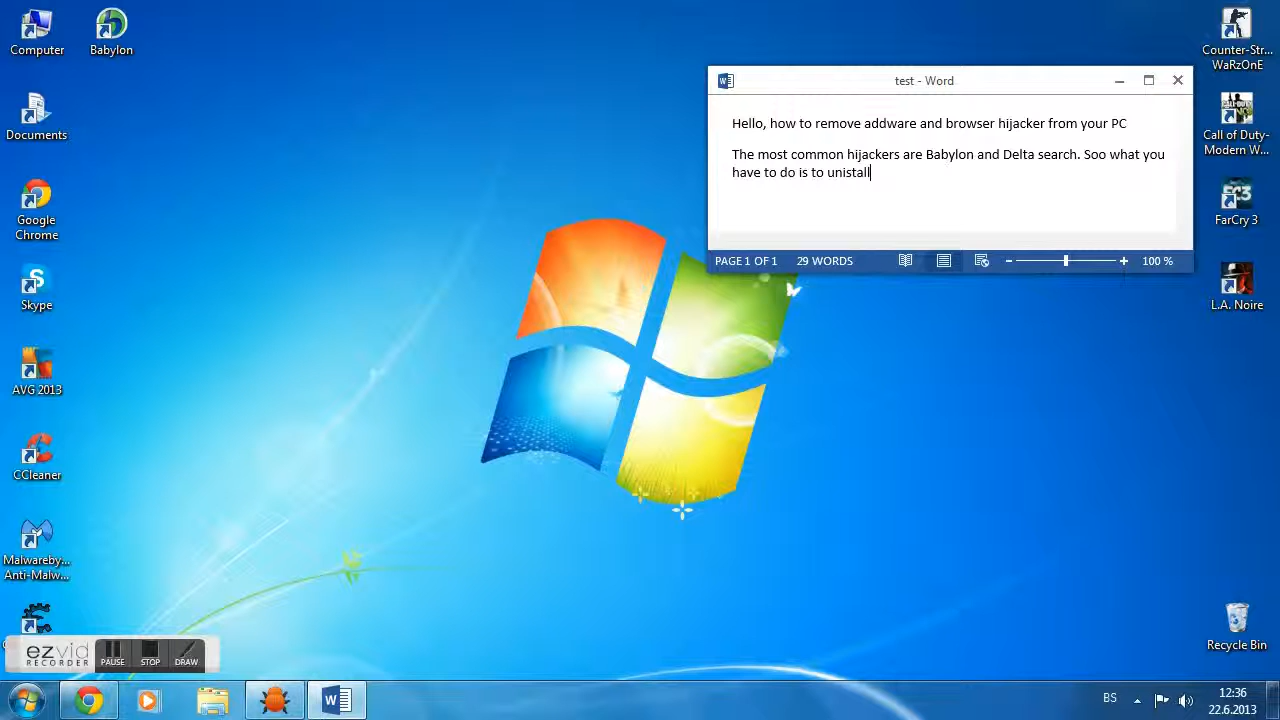 Computer
Babylon
Documents
Google
Chrome
Skype
AVG 2013
CCleaner
Malwareby...
Anti-Malw...
ezvid
RECORDER
PAUSE
STOP
DRAW
test - Word
Hello, how to remove addware and browser hijacker from your PC
The most common hijackers are Babylon and Delta search. Soo what you
have to do is to unistall
PAGE 1 OF 1
29 WORDS
100 %
Counter-Str...
WaRzOnE
Call of Duty-
Modern W...
FarCry 3
L.A. Noire
Recycle Bin
BS
12:36
22.6.2013